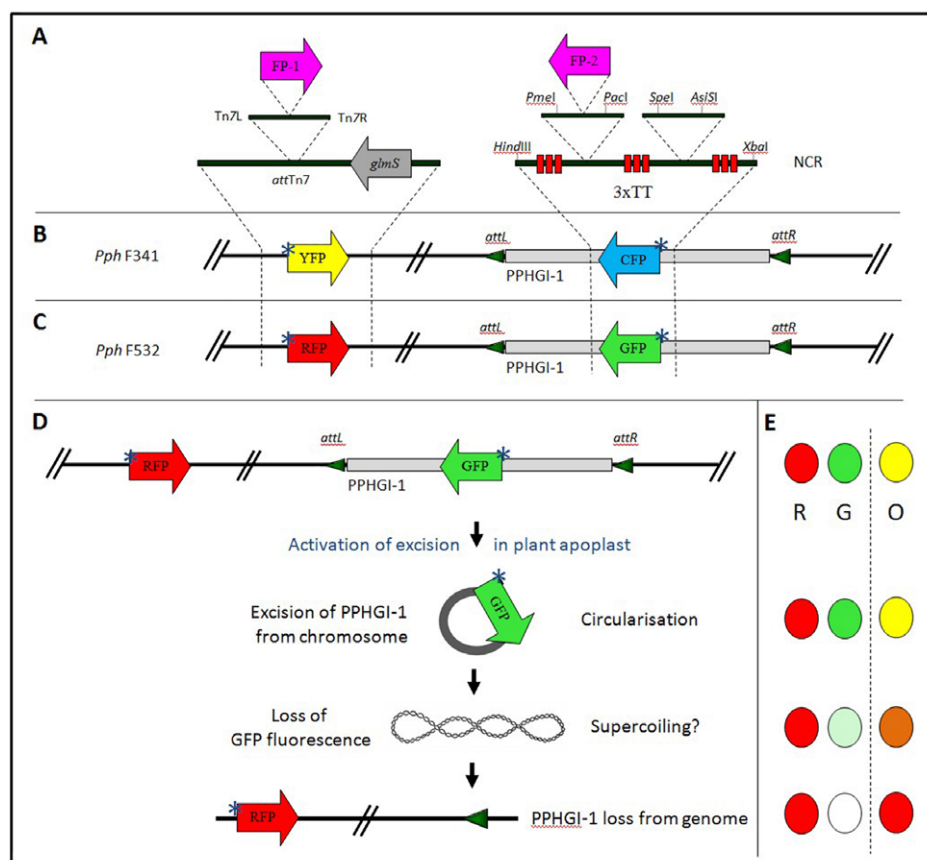 A
FP-1
FP-2
Tn7L
Tn7R
PmeI
PacI
SpeI
AsiSI
attTn7
glmS
HindIII
XbaI
NCR
3xTT
B
Pph F341
*
YFP
attL
PPHGI-1
CFP
*
attR
C
Pph F532
*
RFP
attL
PPHGI-1
GFP
*
attR
D
*
RFP
attL
PPHGI-1
GFP
*
attR
Activation of excision in plant apoplast
Excision of PPHGI-1
from chromosome
*
GFP
Circularisation
Loss of
GFP fluorescence
Supercoiling?
*
RFP
PPHGI-1 loss from genome
E
R G O